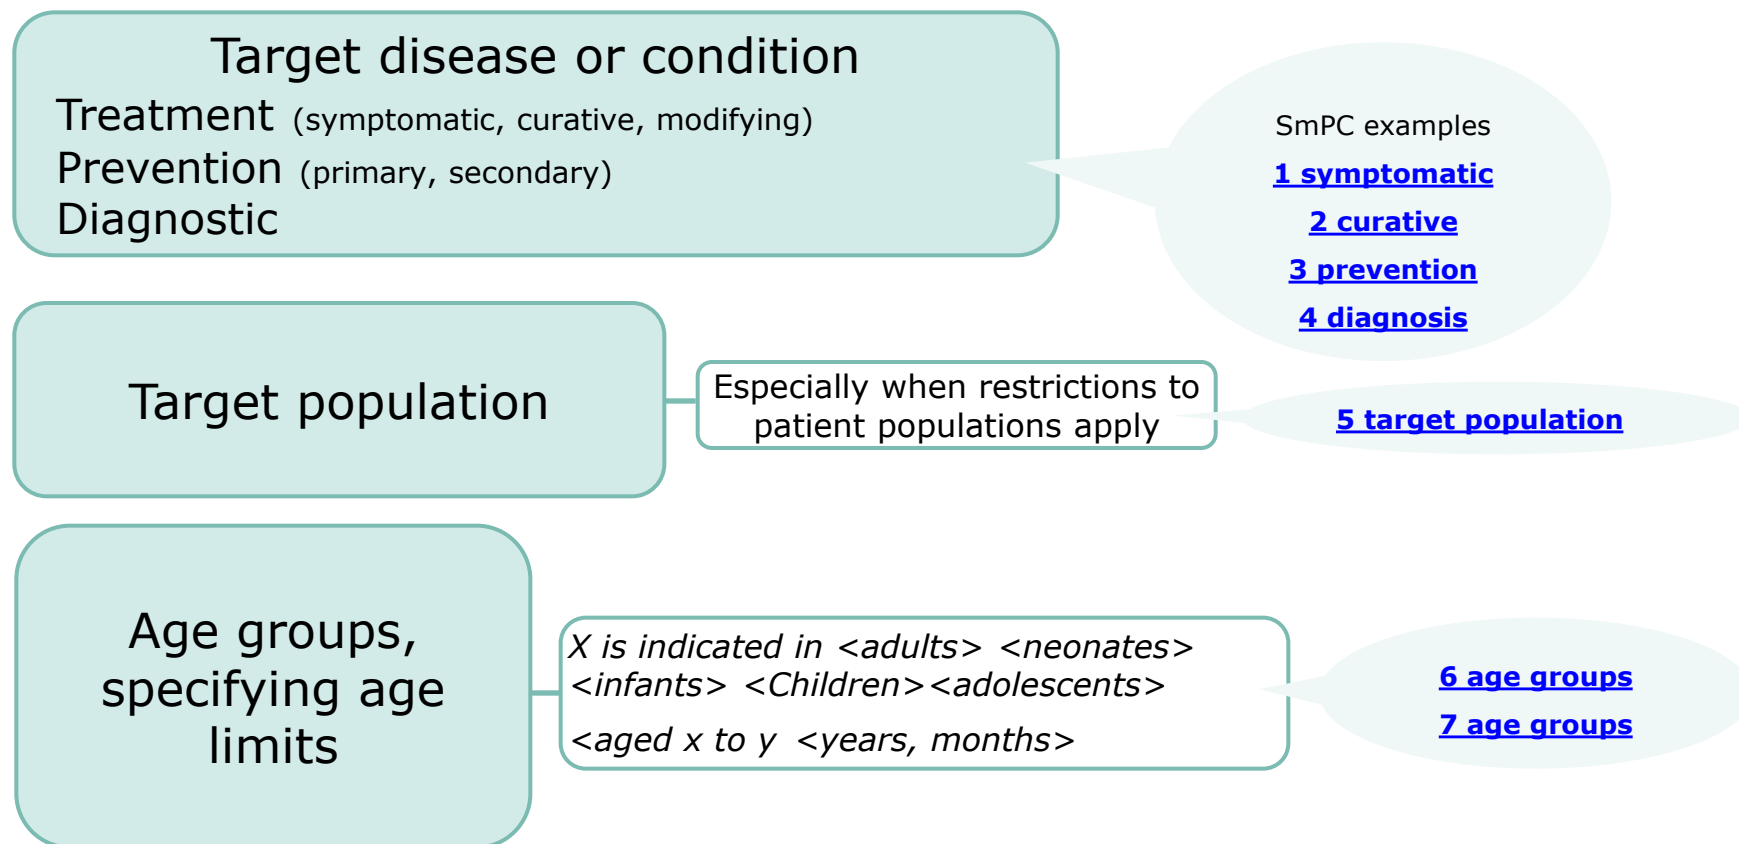 Target disease or condition
Treatment (symptomatic, curative, modifying)
Prevention (primary, secondary)
Diagnostic
SmPC examples
1 symptomatic
2 curative
3 prevention
4 diagnosis
Target population
Especially when restrictions to
patient populations apply
5 target population
Age groups,
specifying age
limits
X is indicated in <adults> <neonates>
<infants> <Children><adolescents>
<aged x to y <years, months>
6 age groups
7 age groups